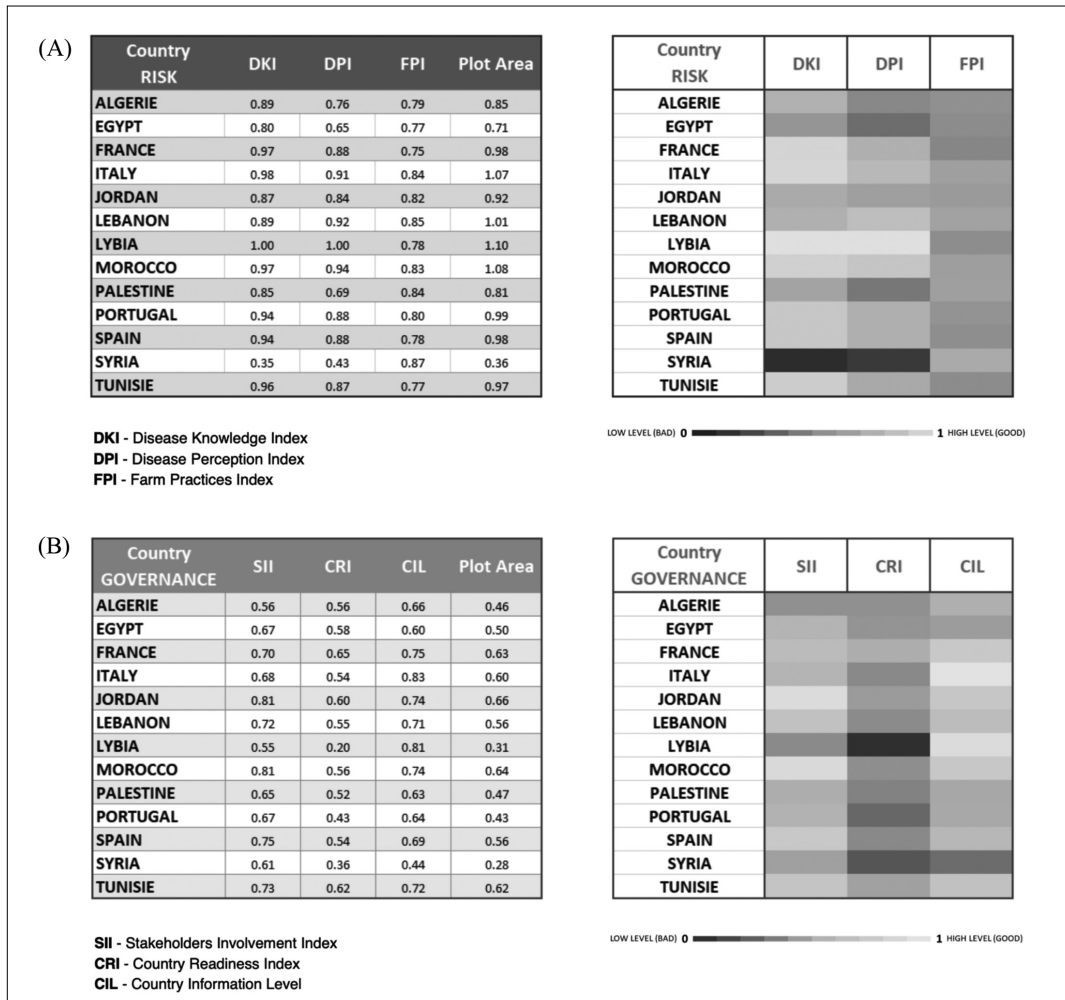 (A)
Country RISK DKI DPI FPI Plot Area
ALGERIE 0.89 0.76 0.79 0.85
EGYPT 0.80 0.65 0.77 0.71
FRANCE 0.97 0.88 0.75 0.98
ITALY 0.98 0.91 0.84 1.07
JORDAN 0.87 0.84 0.82 0.92
LEBANON 0.89 0.92 0.85 1.01
LYBIA 1.00 1.00 0.78 1.10
MOROCCO 0.97 0.94 0.83 1.08
PALESTINE 0.85 0.69 0.84 0.81
PORTUGAL 0.94 0.88 0.80 0.99
SPAIN 0.94 0.88 0.78 0.98
SYRIA 0.35 0.43 0.87 0.36
TUNISIE 0.96 0.87 0.77 0.97
DKI - Disease Knowledge Index
DPI - Disease Perception Index
FPI - Farm Practices Index
Country RISK DKI DPI FPI
ALGERIE
EGYPT
FRANCE
ITALY
JORDAN
LEBANON
LYBIA
MOROCCO
PALESTINE
PORTUGAL
SPAIN
SYRIA
TUNISIE
LOW LEVEL (BAD) 0 1 HIGH LEVEL (GOOD)
(B)
Country GOVERNANCE SII CRI CIL Plot Area
ALGERIE 0.56 0.56 0.66 0.46
EGYPT 0.67 0.58 0.60 0.50
FRANCE 0.70 0.65 0.75 0.63
ITALY 0.68 0.54 0.83 0.60
JORDAN 0.81 0.60 0.74 0.66
LEBANON 0.72 0.55 0.71 0.56
LYBIA 0.55 0.20 0.81 0.31
MOROCCO 0.81 0.56 0.74 0.64
PALESTINE 0.65 0.52 0.63 0.47
PORTUGAL 0.67 0.43 0.64 0.43
SPAIN 0.75 0.54 0.69 0.56
SYRIA 0.61 0.36 0.44 0.28
TUNISIE 0.73 0.62 0.72 0.62
SII - Stakeholders Involvement Index
CRI - Country Readiness Index
CIL - Country Information Level
Country GOVERNANCE SII CRI CIL
ALGERIE
EGYPT
FRANCE
ITALY
JORDAN
LEBANON
LYBIA
MOROCCO
PALESTINE
PORTUGAL
SPAIN
SYRIA
TUNISIE
LOW LEVEL (BAD) 0 1 HIGH LEVEL (GOOD)